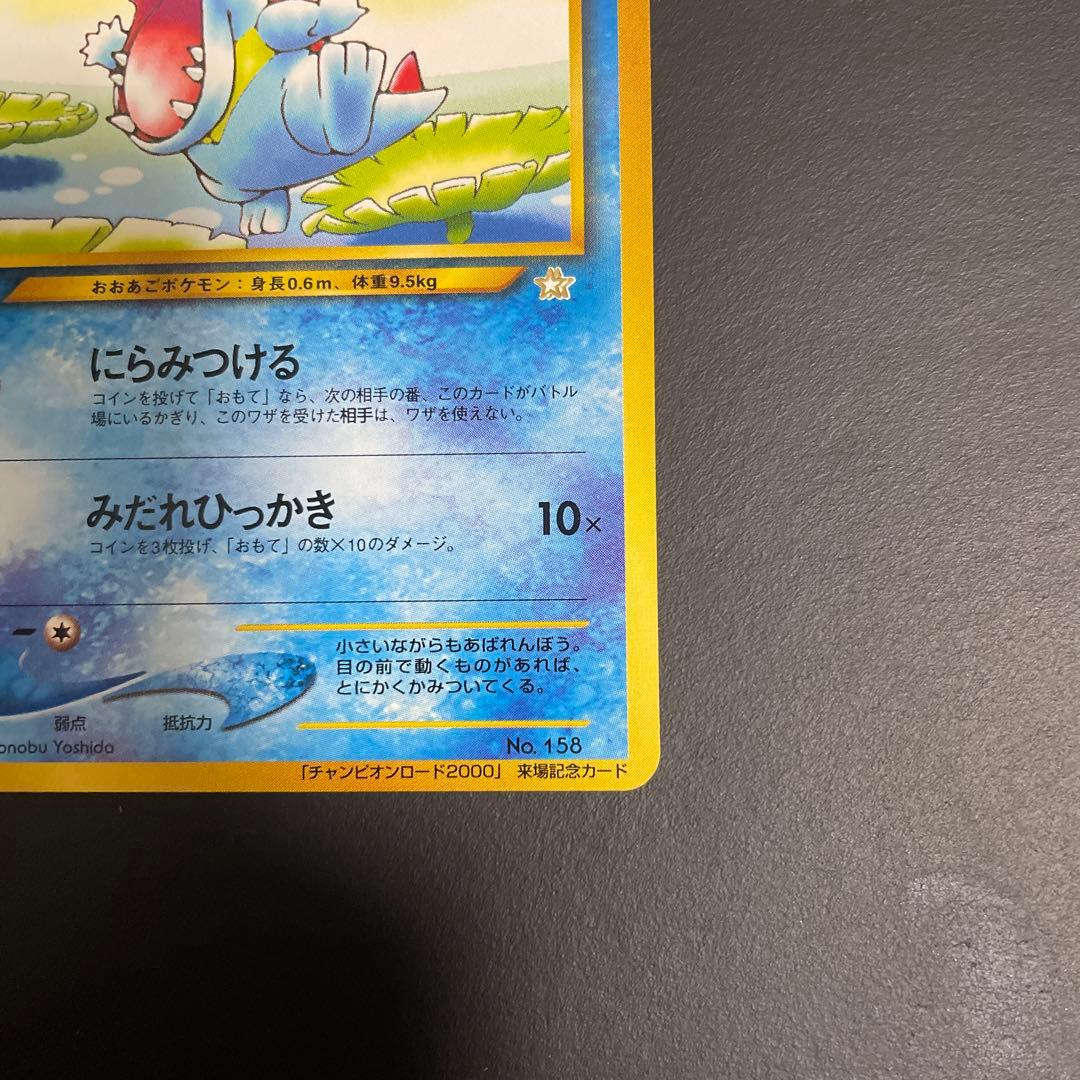 おおあごポケモン：身長0.6m、体重9.5kg
にらみつける
コインを投げて「おもて」なら、次の相手の番、このカードがバトル
場にいるかぎり、このワザを受けた相手は、ワザを使えない。
みだれひっかき 10×
コインを3枚投げ、「おもて」の数×10のダメージ。
小さいながらもあばれんぼう。
目の前で動くものがあれば、
とにかくかみついてくる。
弱点 抵抗力
onobu Yoshida No. 158
「チャンピオンロード2000」 来場記念カード